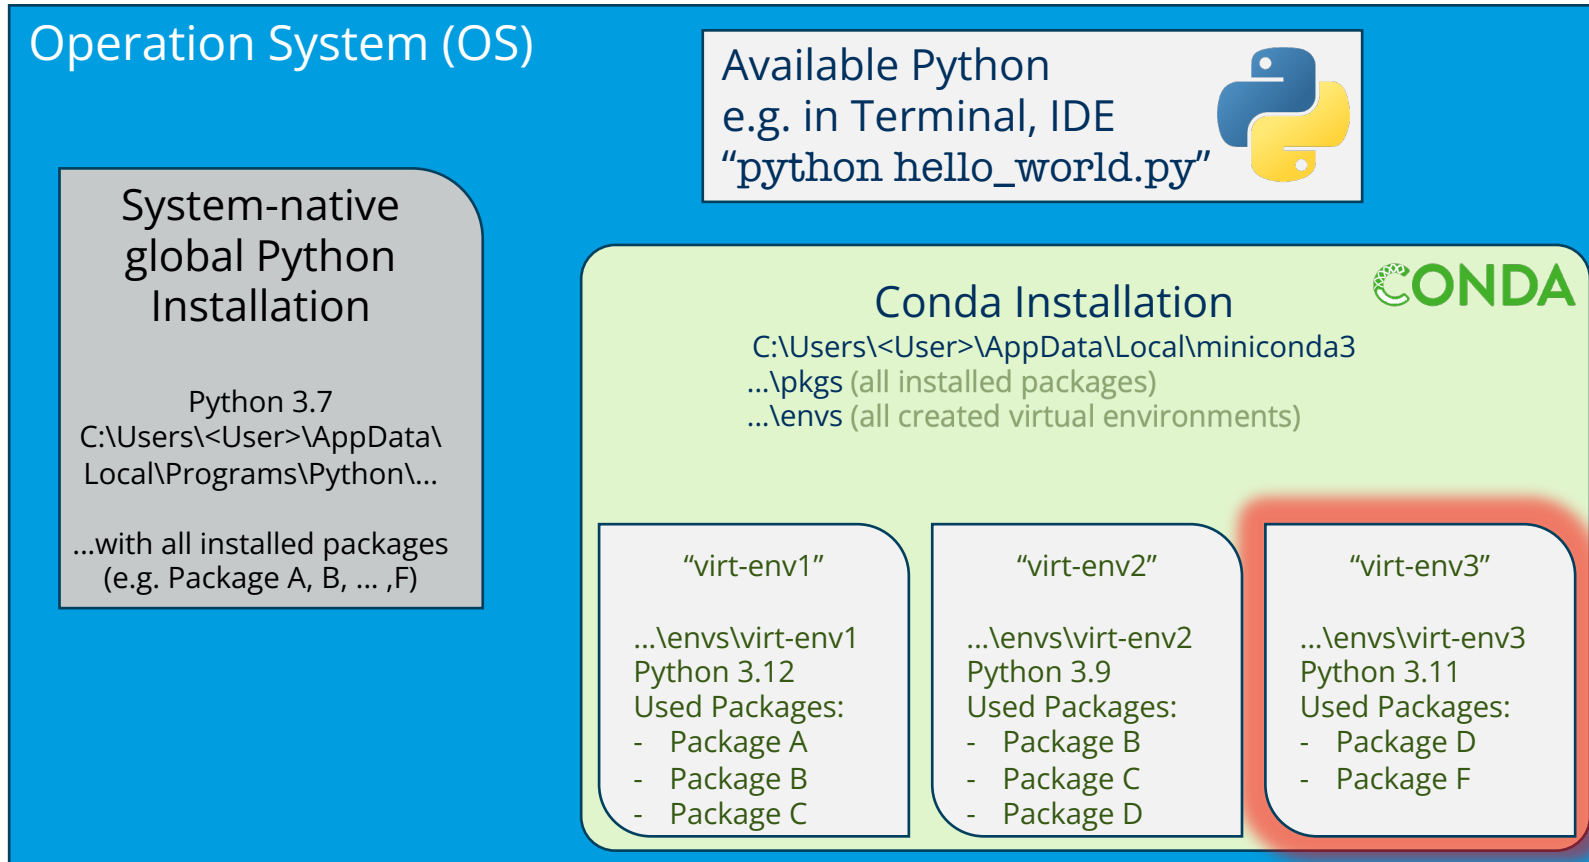 Operation System (OS)
Available Python
e.g. in Terminal, IDE
“python hello_world.py”
System-native
global Python
Installation
Python 3.7
C:\Users\<User>\AppData\
Local\Programs\Python\...
...with all installed packages
(e.g. Package A, B, ... ,F)
CONDA
Conda Installation
C:\Users\<User>\AppData\Local\miniconda3
...\pkgs (all installed packages)
...\envs (all created virtual environments)
“virt-env1”
...\envs\virt-env1
Python 3.12
Used Packages:
- Package A
- Package B
- Package C
“virt-env2”
...\envs\virt-env2
Python 3.9
Used Packages:
- Package B
- Package C
- Package D
“virt-env3”
...\envs\virt-env3
Python 3.11
Used Packages:
- Package D
- Package F